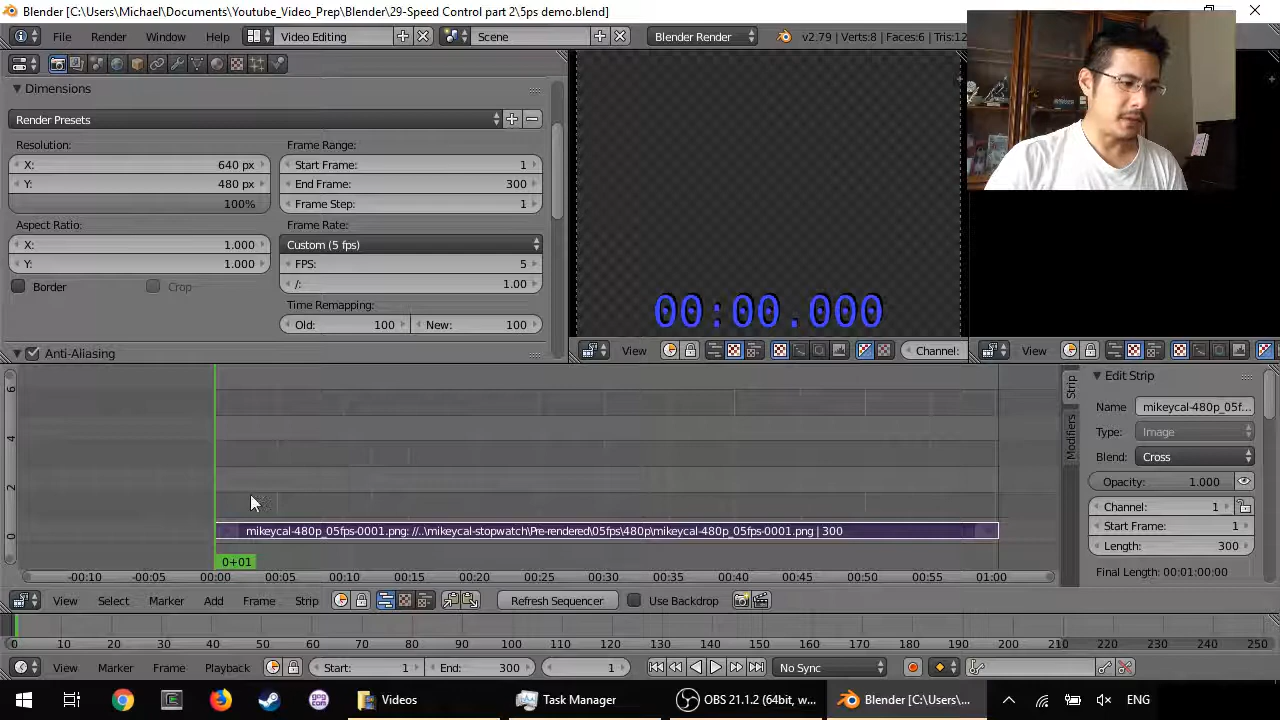 Blender [C:\Users\Michael\Documents\Youtube_Video_Prep\Blender\29-Speed Control part 2\5ps demo.blend]
File Render Window Help Video Editing Scene Blender Render v2.79 | Verts:8 | Faces:6 | Tris:12
Dimensions
Render Presets
Resolution: Frame Range:
X: 640 px Start Frame: 1
Y: 480 px End Frame: 300
100% Frame Step: 1
Aspect Ratio: Frame Rate:
X: 1.000 Custom (5 fps)
Y: 1.000 FPS: 5
Border Crop /: 1.00
Time Remapping:
Old: 100 New: 100
Anti-Aliasing
00:00.000
View Channel: View
6
4
2
0
mikeycal-480p_05fps-0001.png: //..\mikeycal-stopwatch\Pre-rendered\05fps\480p\mikeycal-480p_05fps-0001.png | 300
0+01
-00:10 -00:05 00:00 00:05 00:10 00:15 00:20 00:25 00:30 00:35 00:40 00:45 00:50 00:55 01:00
Strip
Modifiers
Edit Strip
Name mikeycal-480p_05f...
Type: Image
Blend: Cross
Opacity: 1.000
Channel: 1
Start Frame: 1
Length: 300
Final Length: 00:01:00:00
View Select Marker Add Frame Strip Refresh Sequencer Use Backdrop
0 10 20 30 40 50 60 70 80 90 100 110 120 130 140 150 160 170 180 190 200 210 220 230 240 250
View Marker Frame Playback Start: 1 End: 300 1 No Sync
Videos Task Manager OBS 21.1.2 (64bit, w... Blender [C:\Users\... ENG